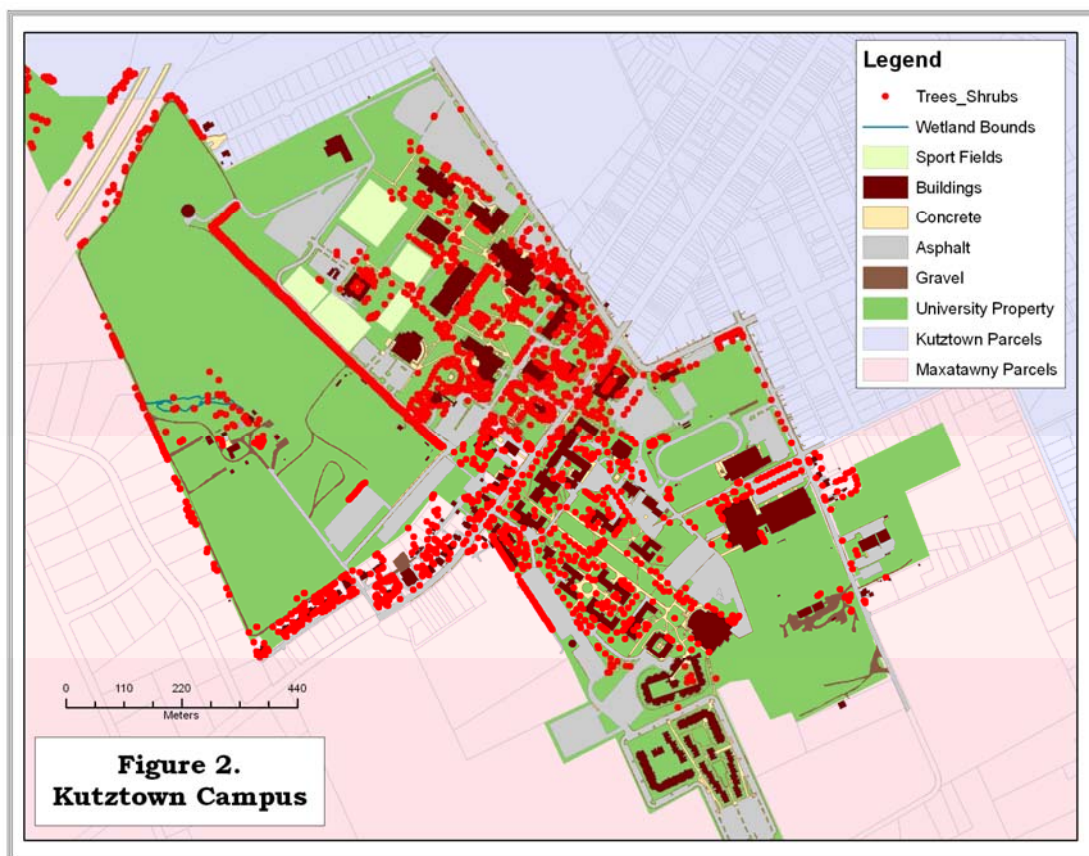 Legend
Trees_Shrubs
Wetland Bounds
Sport Fields
Buildings
Concrete
Asphalt
Gravel
University Property
Kutztown Parcels
Maxatawny Parcels
0 110 220 440
Meters
Figure 2.
Kutztown Campus